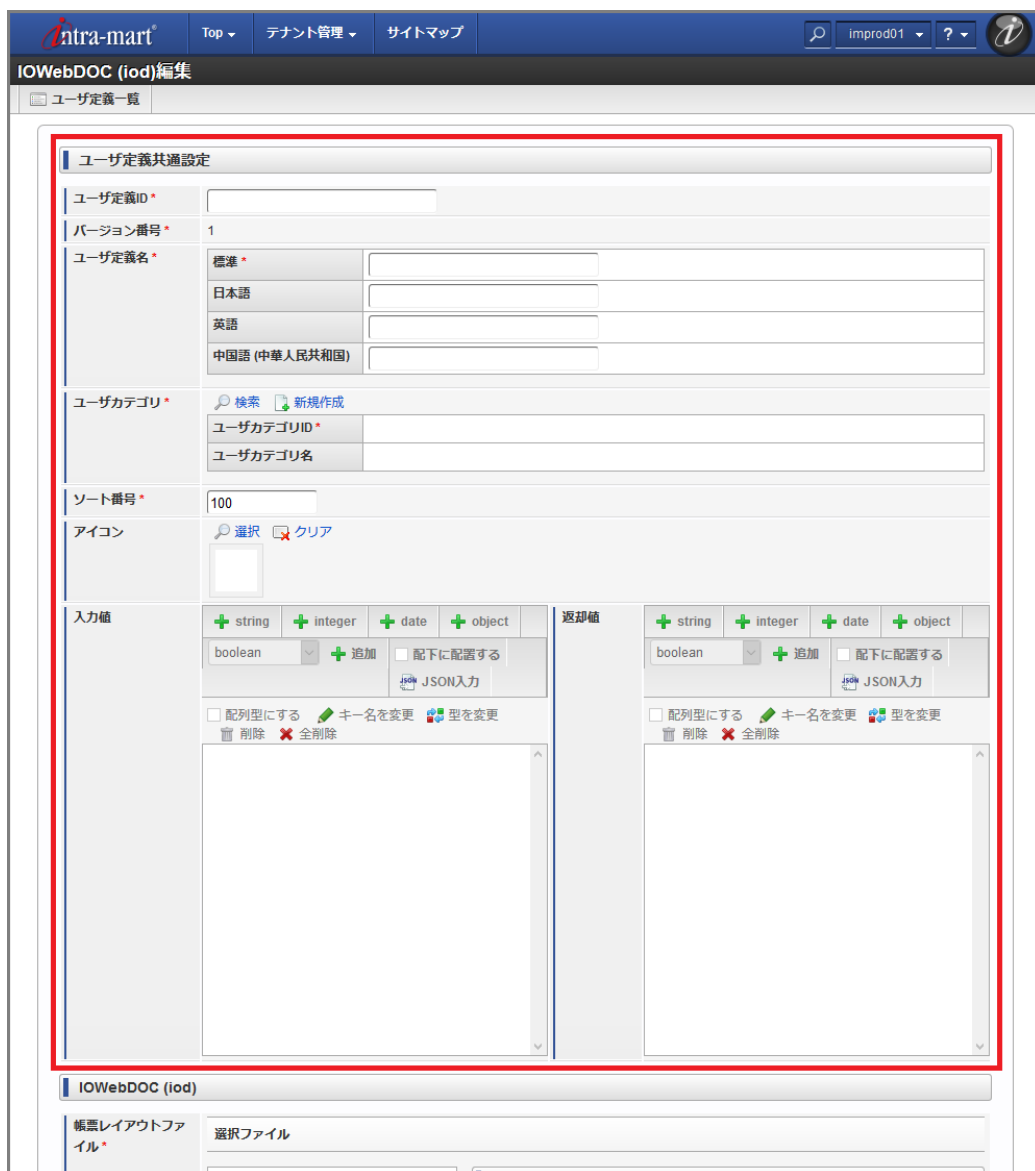 intra-mart® Top テナント管理 サイトマップ improd01 ?
IOWebDOC (iod)編集
ユーザ定義一覧
ユーザ定義共通設定
ユーザ定義ID *
バージョン番号 * 1
ユーザ定義名 * 標準 *
日本語
英語
中国語 (中華人民共和国)
ユーザカテゴリ * 検索 新規作成
ユーザカテゴリID *
ユーザカテゴリ名
ソート番号 * 100
アイコン 選択 クリア
入力値 string integer date object
boolean 追加 配下に配置する
JSON JSON入力
配列型にする キー名を変更 型を変更
削除 全削除
返却値 string integer date object
boolean 追加 配下に配置する
JSON JSON入力
配列型にする キー名を変更 型を変更
削除 全削除
IOWebDOC (iod)
帳票レイアウトファ
イル *
選択ファイル